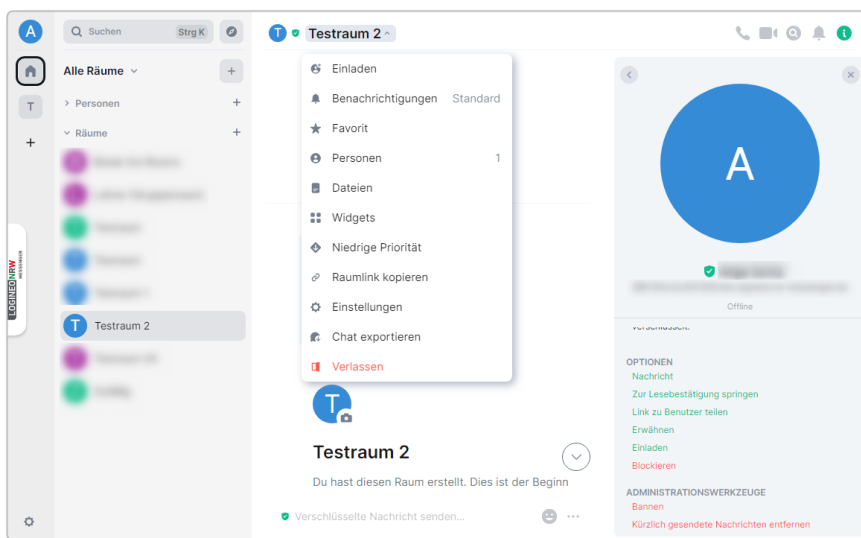 A
Suchen
Strg K
T
Testraum 2
Alle Räume
+
T
Personen
+
+
Räume
+
LOGINEO NRW
MESSENGER
T
Testraum 2
Einladen
Benachrichtigungen Standard
Favorit
Personen 1
Dateien
Widgets
Niedrige Priorität
Raumlink kopieren
Einstellungen
Chat exportieren
Verlassen
T
Testraum 2
Du hast diesen Raum erstellt. Dies ist der Beginn
Verschlüsselte Nachricht senden...
A
Offline
verschlüsselt.
OPTIONEN
Nachricht
Zur Lesebestätigung springen
Link zu Benutzer teilen
Erwähnen
Einladen
Blockieren
ADMINISTRATIONSWERKZEUGE
Bannen
Kürzlich gesendete Nachrichten entfernen